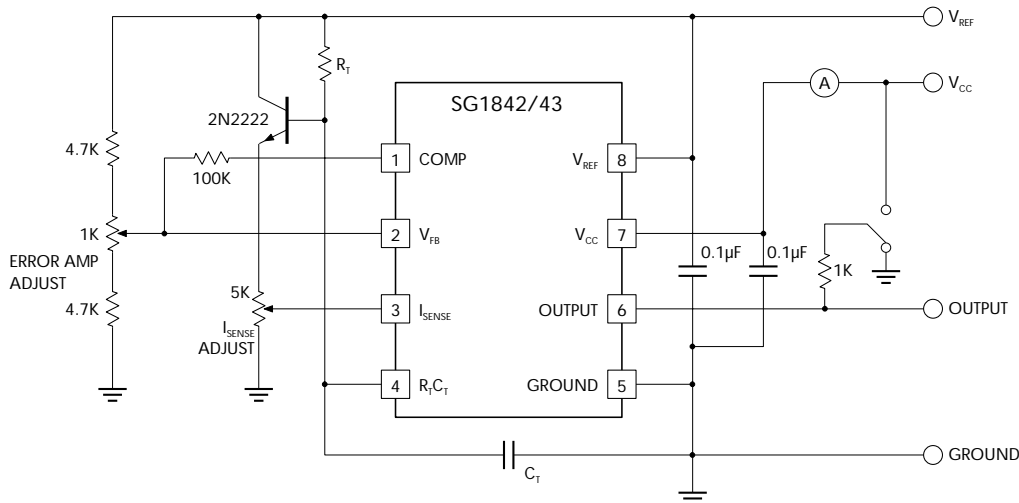 V_REF
R_T
A
V_CC
SG1842/43
2N2222
4.7K
100K
1
COMP
V_REF
8
1K
ERROR AMP
ADJUST
2
V_FB
V_CC
7
0.1µF
0.1µF
1K
4.7K
5K
I_SENSE
ADJUST
3
I_SENSE
OUTPUT
6
OUTPUT
4
R_TC_T
GROUND
5
C_T
GROUND